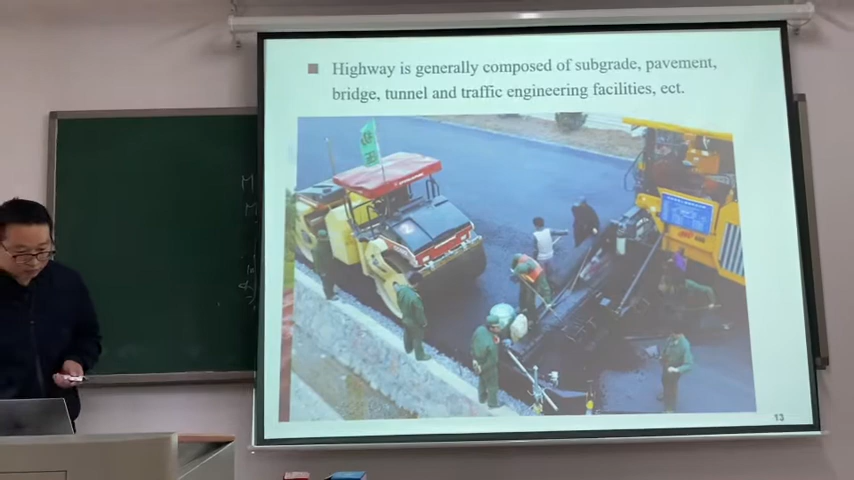 Highway is generally composed of subgrade, pavement,
bridge, tunnel and traffic engineering facilities, ect.
13